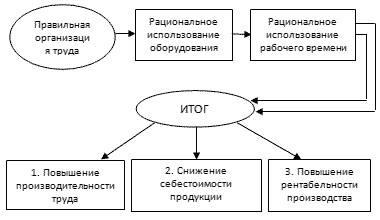 Правильная
организаци
я труда
Рациональное
использование
оборудования
Рациональное
использование
рабочего времени
ИТОГ
1. Повышение
производительности
труда
2. Снижение
себестоимости
продукции
3. Повышение
рентабельности
производства